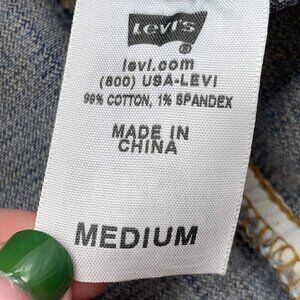 Levi's
®
levi.com
(800) USA-LEVI
99% COTTON, 1% SPANDEX
MADE IN
CHINA
MEDIUM